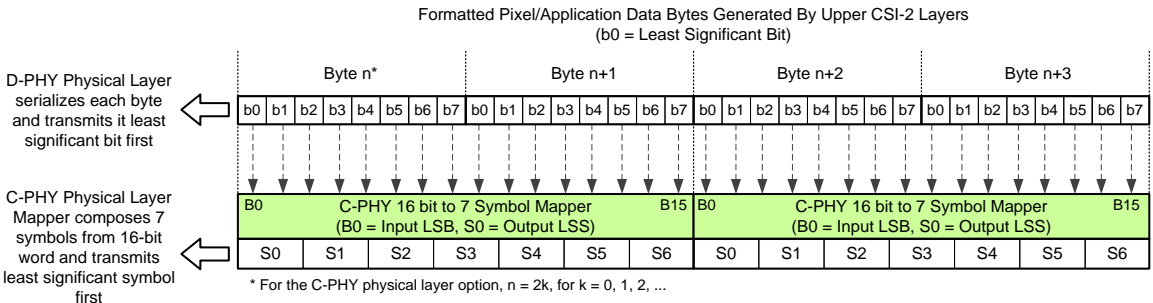 Formatted Pixel/Application Data Bytes Generated By Upper CSI-2 Layers
(b0 = Least Significant Bit)
D-PHY Physical Layer
serializes each byte
and transmits it least
significant bit first
Byte n* Byte n+1 Byte n+2 Byte n+3
b0 b1 b2 b3 b4 b5 b6 b7 b0 b1 b2 b3 b4 b5 b6 b7 b0 b1 b2 b3 b4 b5 b6 b7 b0 b1 b2 b3 b4 b5 b6 b7
C-PHY Physical Layer
Mapper composes 7
symbols from 16-bit
word and transmits
least significant symbol
first
B0 C-PHY 16 bit to 7 Symbol Mapper B15 B0 C-PHY 16 bit to 7 Symbol Mapper B15
(B0 = Input LSB, S0 = Output LSS) (B0 = Input LSB, S0 = Output LSS)
S0 S1 S2 S3 S4 S5 S6 S0 S1 S2 S3 S4 S5 S6
* For the C-PHY physical layer option, n = 2k, for k = 0, 1, 2, ...